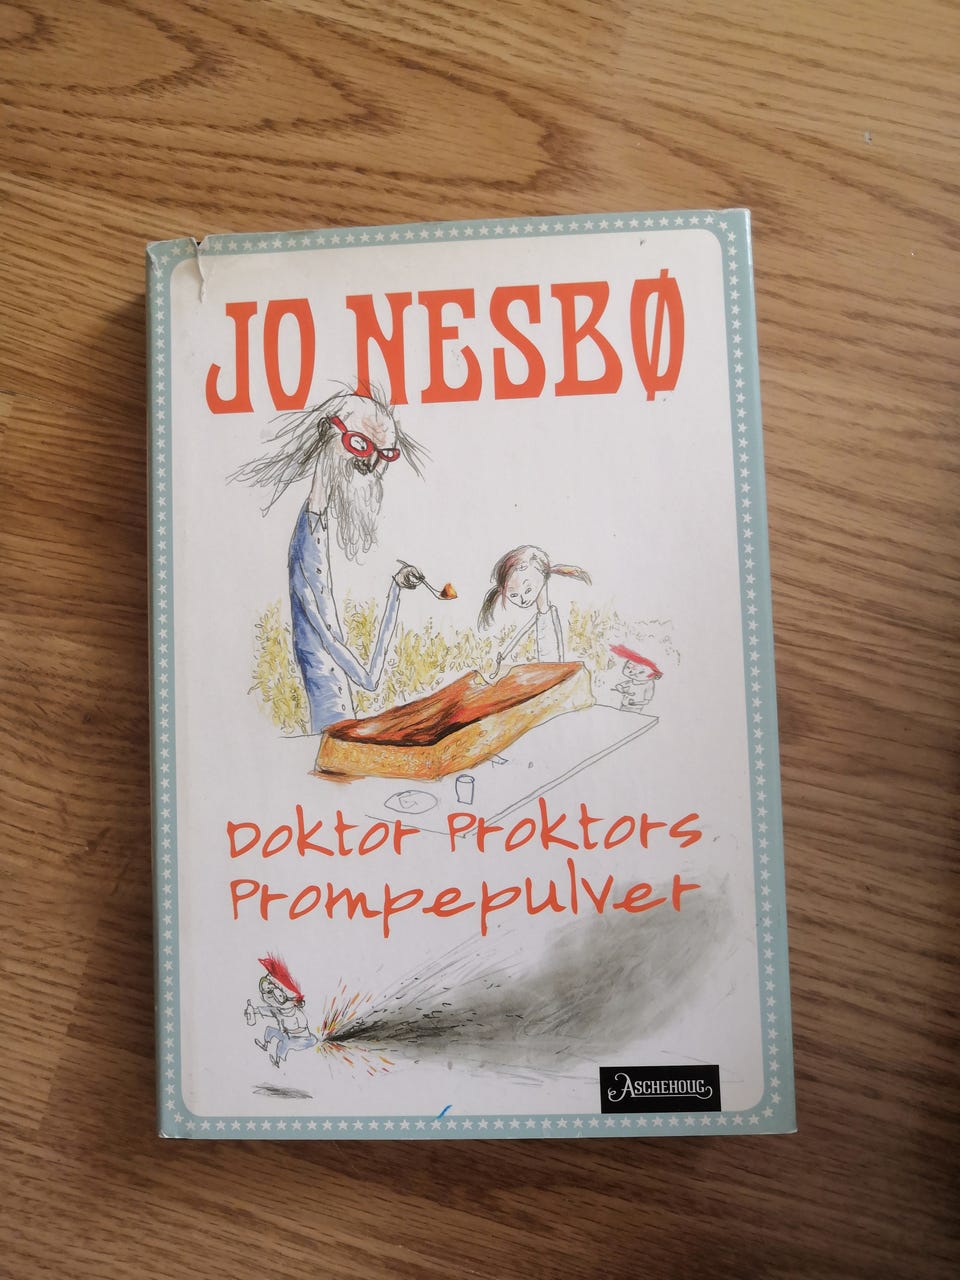 JO NESBØ
Doktor Proktors
Prompepulver
ASCHEHOUG